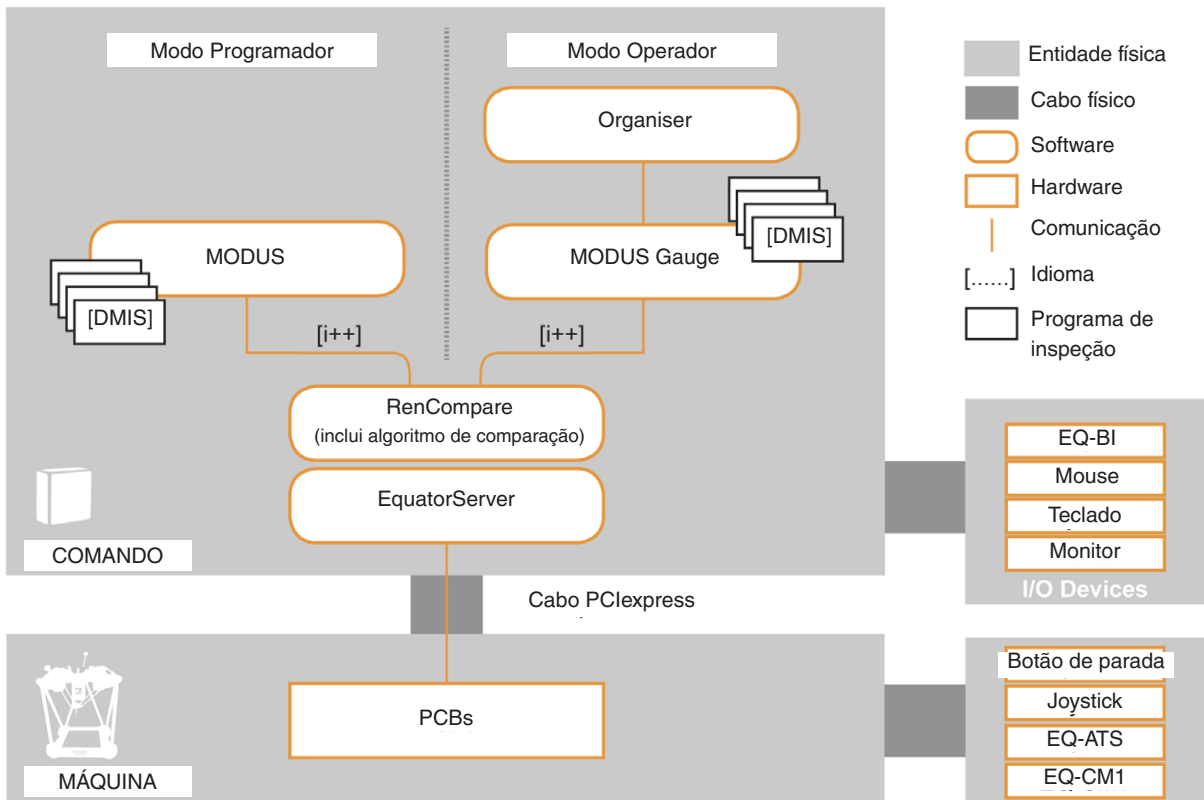 Modo Programador
Modo Operador
Organiser
MODUS
[DMIS]
MODUS Gauge
[DMIS]
[i++]
[i++]
RenCompare
(inclui algoritmo de comparação)
EquatorServer
COMANDO
Cabo PCIexpress
PCBs
MÁQUINA
Entidade física
Cabo físico
Software
Hardware
Comunicação
[......] Idioma
Programa de
inspeção
EQ-BI
Mouse
Teclado
Monitor
I/O Devices
Botão de parada
Joystick
EQ-ATS
EQ-CM1